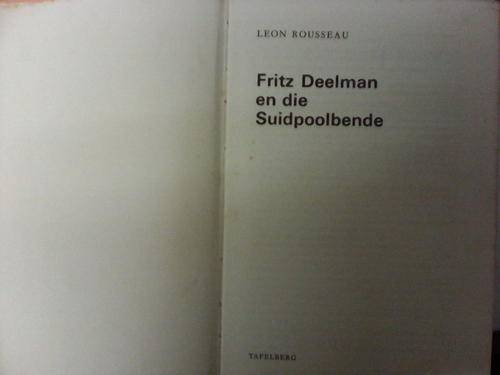 LEON ROUSSEAU
Fritz Deelman
en die
Suidpoolbende
TAFELBERG